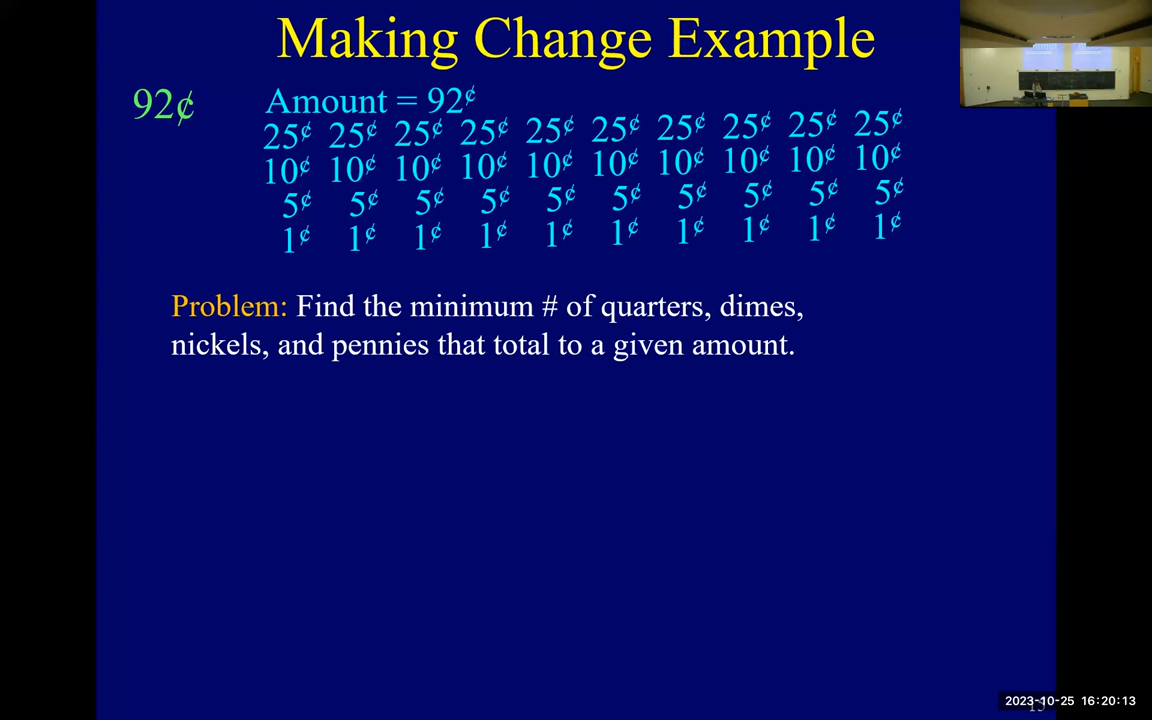 Making Change Example
92¢
Amount = 92¢
25¢ 25¢ 25¢ 25¢ 25¢ 25¢ 25¢ 25¢ 25¢ 25¢
10¢ 10¢ 10¢ 10¢ 10¢ 10¢ 10¢ 10¢ 10¢ 10¢
5¢ 5¢ 5¢ 5¢ 5¢ 5¢ 5¢ 5¢ 5¢ 5¢
1¢ 1¢ 1¢ 1¢ 1¢ 1¢ 1¢ 1¢ 1¢ 1¢
Problem: Find the minimum # of quarters, dimes,
nickels, and pennies that total to a given amount.
2023-10-25 16:20:13